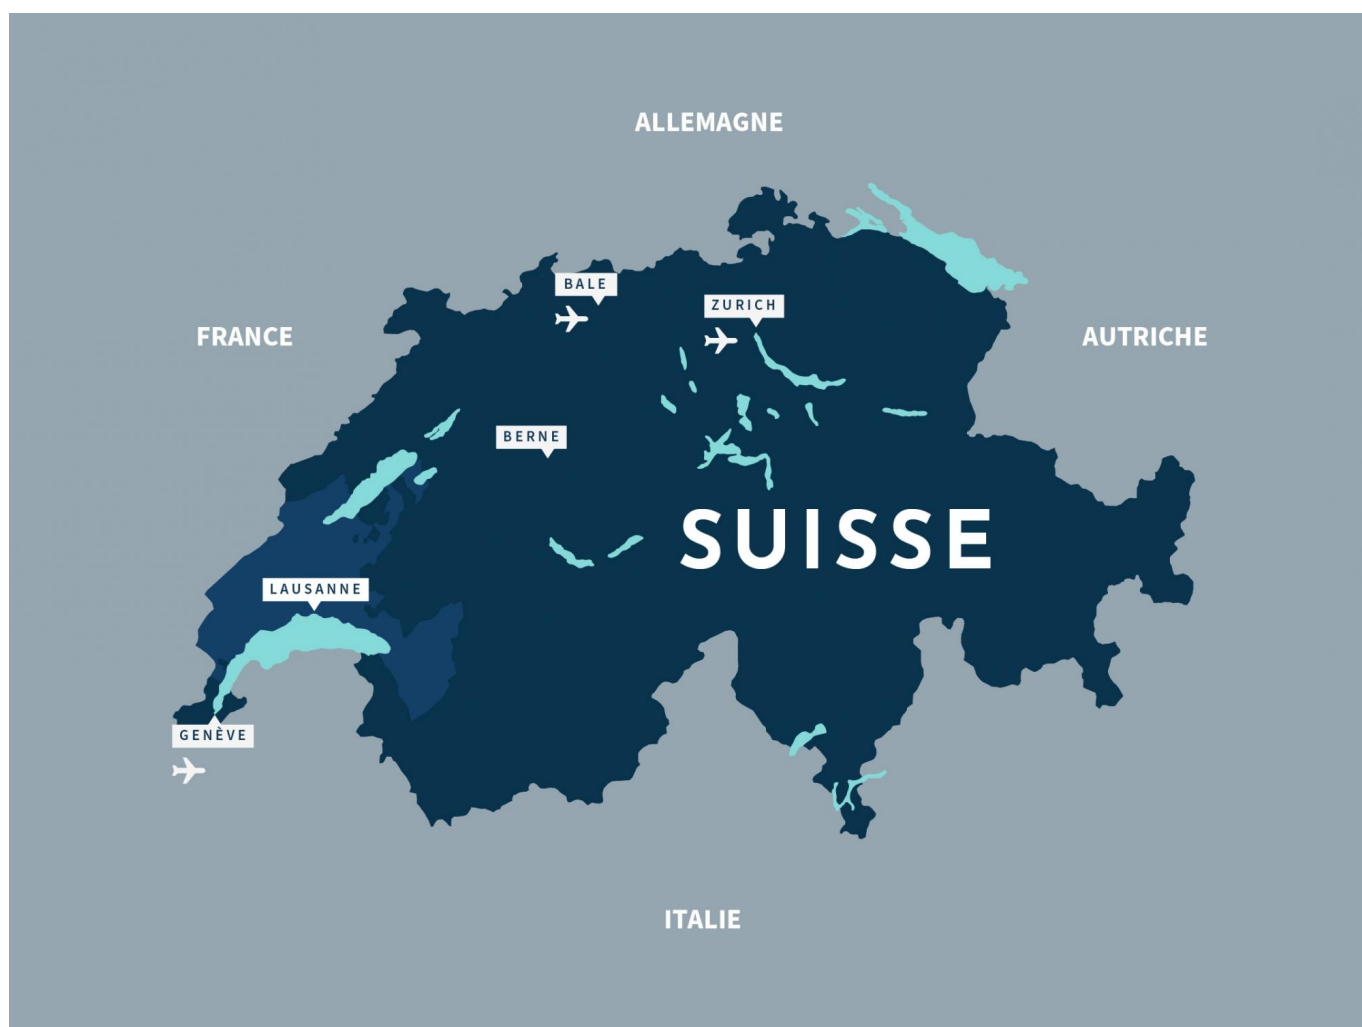 ALLEMAGNE
BALE
ZURICH
FRANCE
AUTRICHE
BERNE
SUISSE
LAUSANNE
GENÈVE
ITALIE